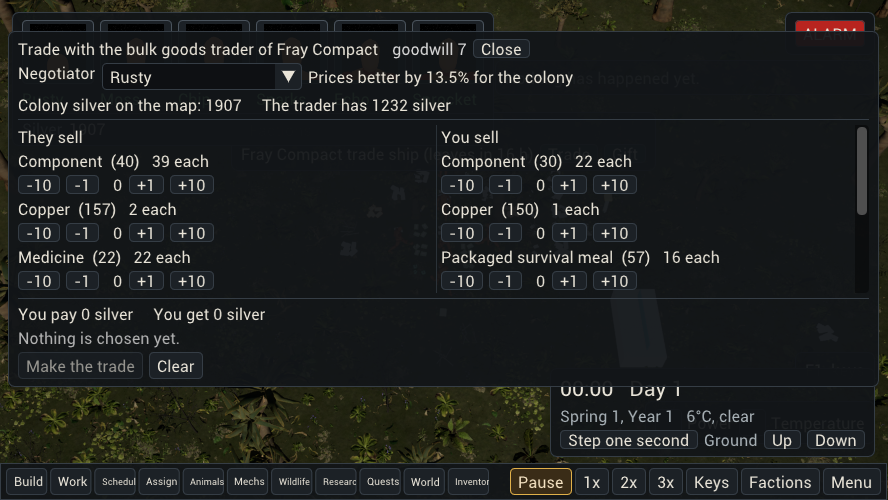 ALARM
Trade with the bulk goods trader of Fray Compact goodwill 7 Close
Negotiator Rusty Prices better by 13.5% for the colony
Colony silver on the map: 1907 The trader has 1232 silver
They sell
Component (40) 39 each
-10 -1 0 +1 +10
Copper (157) 2 each
-10 -1 0 +1 +10
Medicine (22) 22 each
-10 -1 0 +1 +10
You sell
Component (30) 22 each
-10 -1 0 +1 +10
Copper (150) 1 each
-10 -1 0 +1 +10
Packaged survival meal (57) 16 each
-10 -1 0 +1 +10
You pay 0 silver You get 0 silver
Nothing is chosen yet.
Make the trade Clear
00:00 Day 1
Spring 1, Year 1 6°C, clear
Step one second Ground Up Down
Build Work Schedul Assign Animals Mechs Wildlife Researc Quests World Inventor Pause 1x 2x 3x Keys Factions Menu